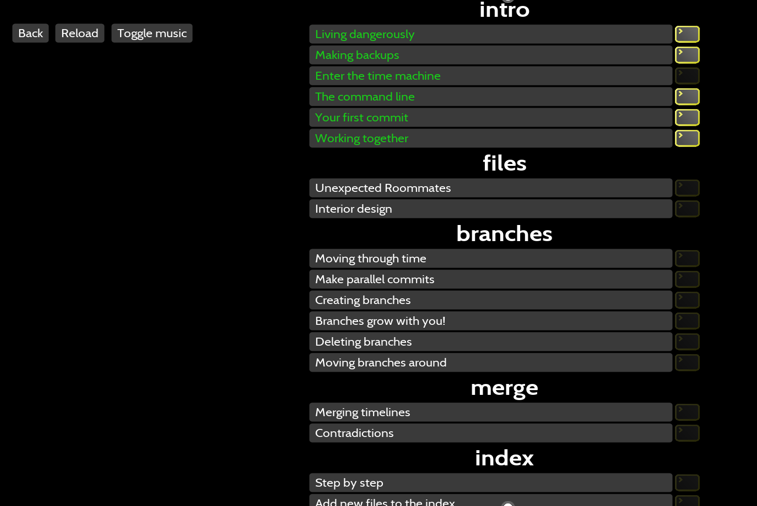 intro
Back Reload Toggle music
Living dangerously
Making backups
Enter the time machine
The command line
Your first commit
Working together
files
Unexpected Roommates
Interior design
branches
Moving through time
Make parallel commits
Creating branches
Branches grow with you!
Deleting branches
Moving branches around
merge
Merging timelines
Contradictions
index
Step by step
Add new files to the index